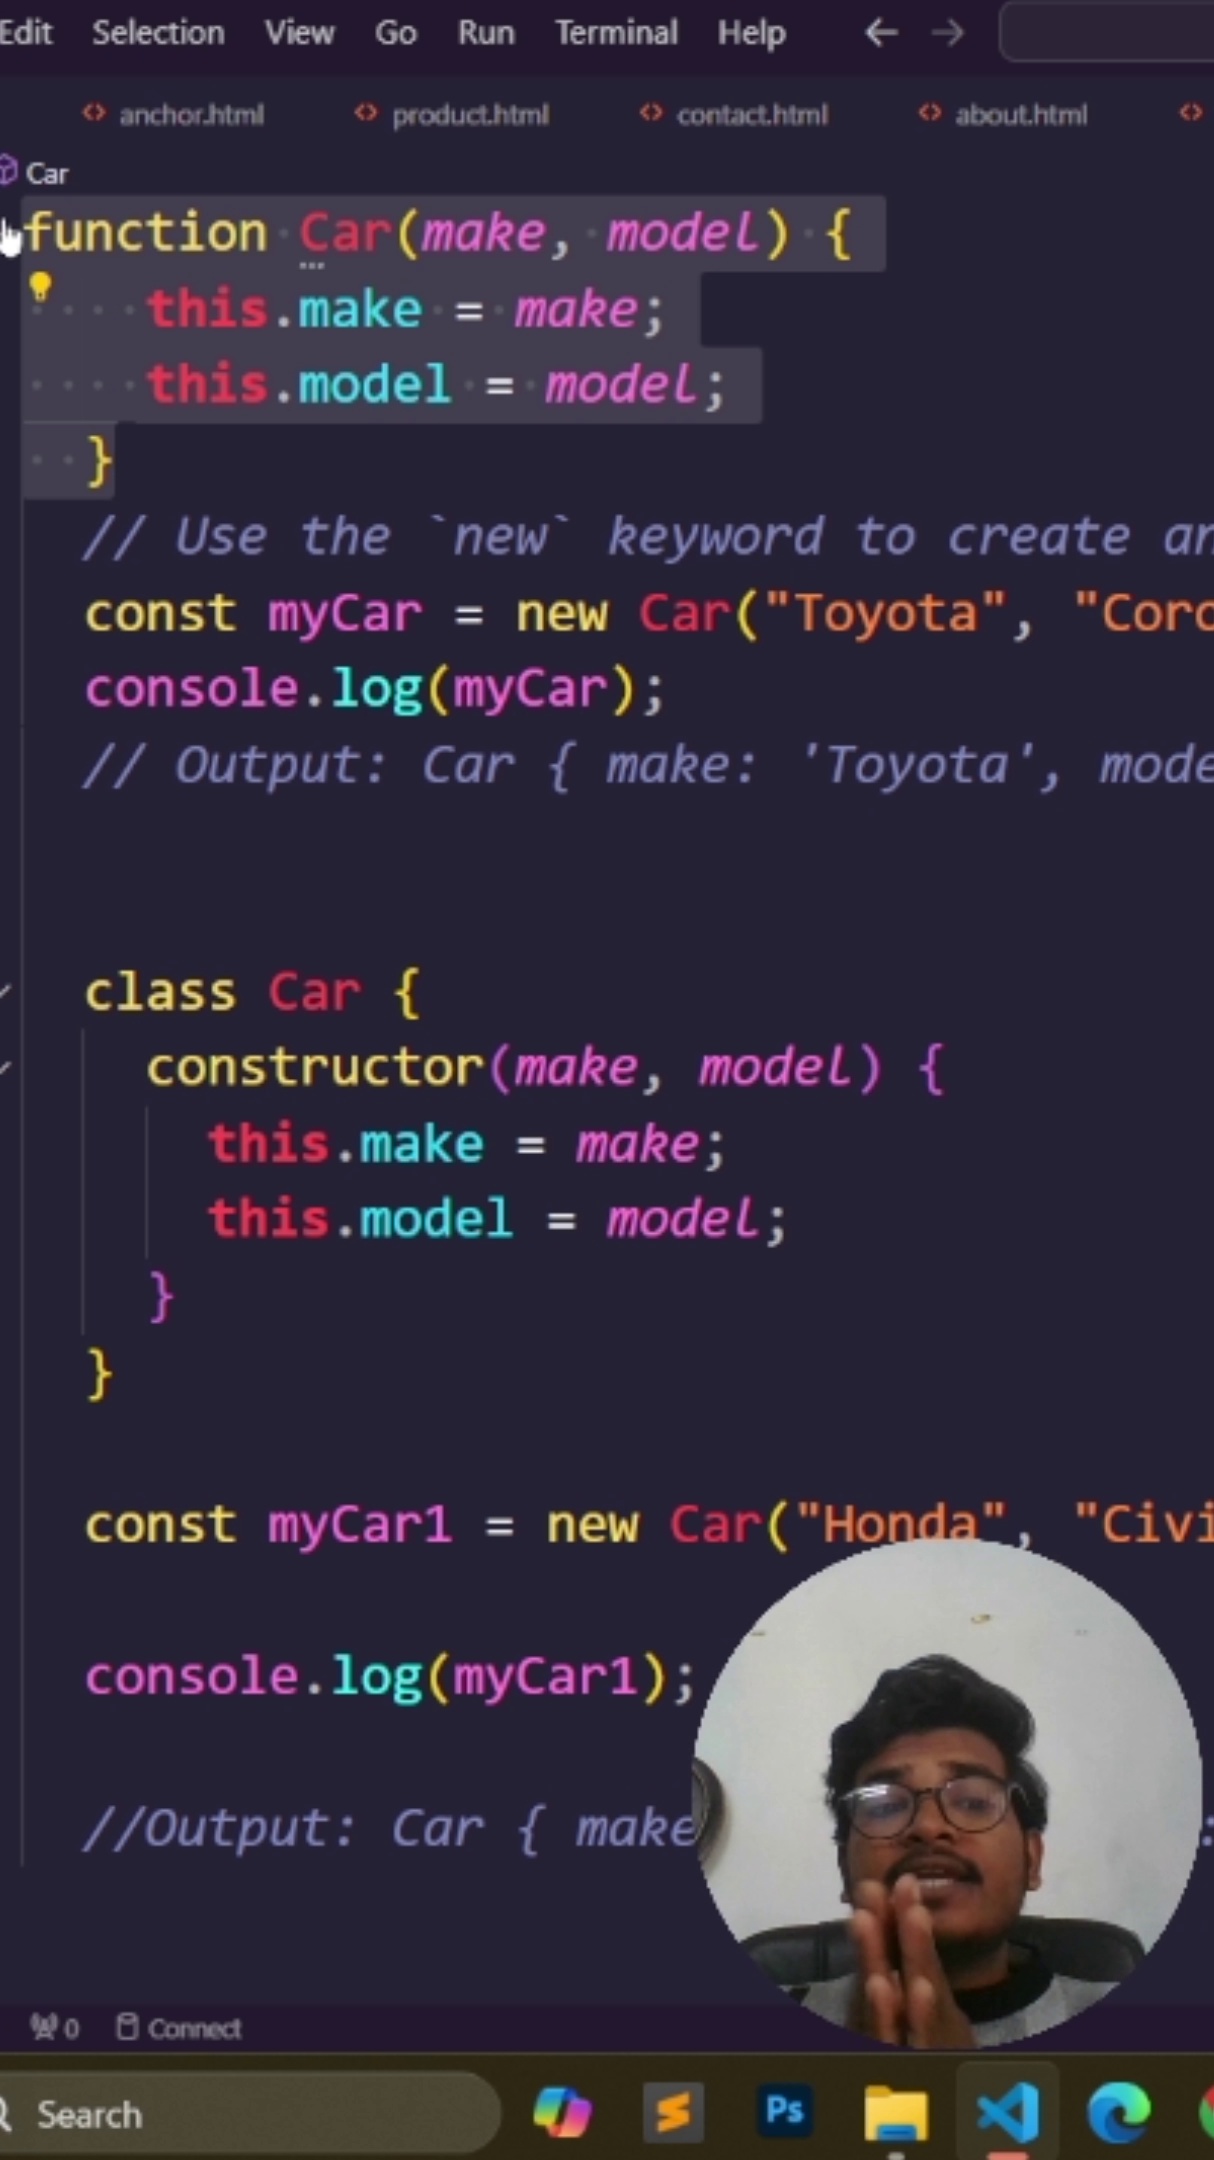 Edit Selection View Go Run Terminal Help
anchor.html product.html contact.html about.html
Car
function Car(make, model) {
this.make = make;
this.model = model;
}
// Use the `new` keyword to create an
const myCar = new Car("Toyota", "Coro
console.log(myCar);
// Output: Car { make: 'Toyota', mode
class Car {
constructor(make, model) {
this.make = make;
this.model = model;
}
}
const myCar1 = new Car("Honda", "Civi
console.log(myCar1);
//Output: Car { make :
0 Connect
Search Ps